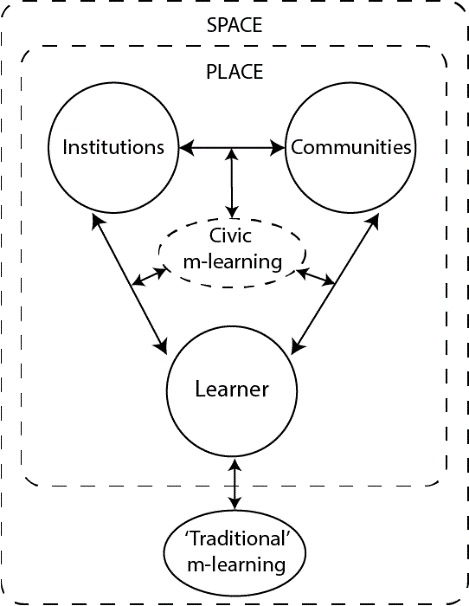 SPACE
PLACE
Institutions
Communities
Civic
m-learning
Learner
‘Traditional’
m-learning